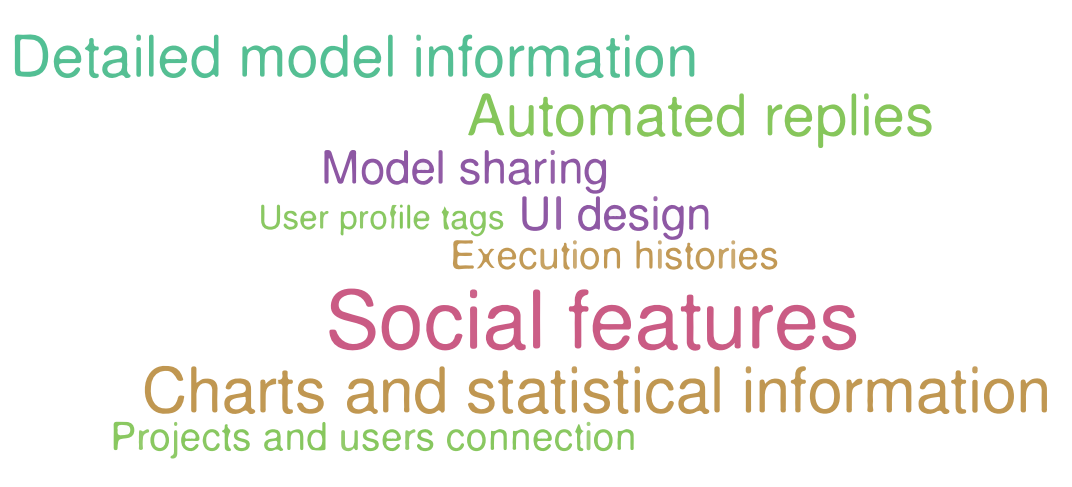 Detailed model information
Automated replies
Model sharing
User profile tags UI design
Execution histories
Social features
Charts and statistical information
Projects and users connection